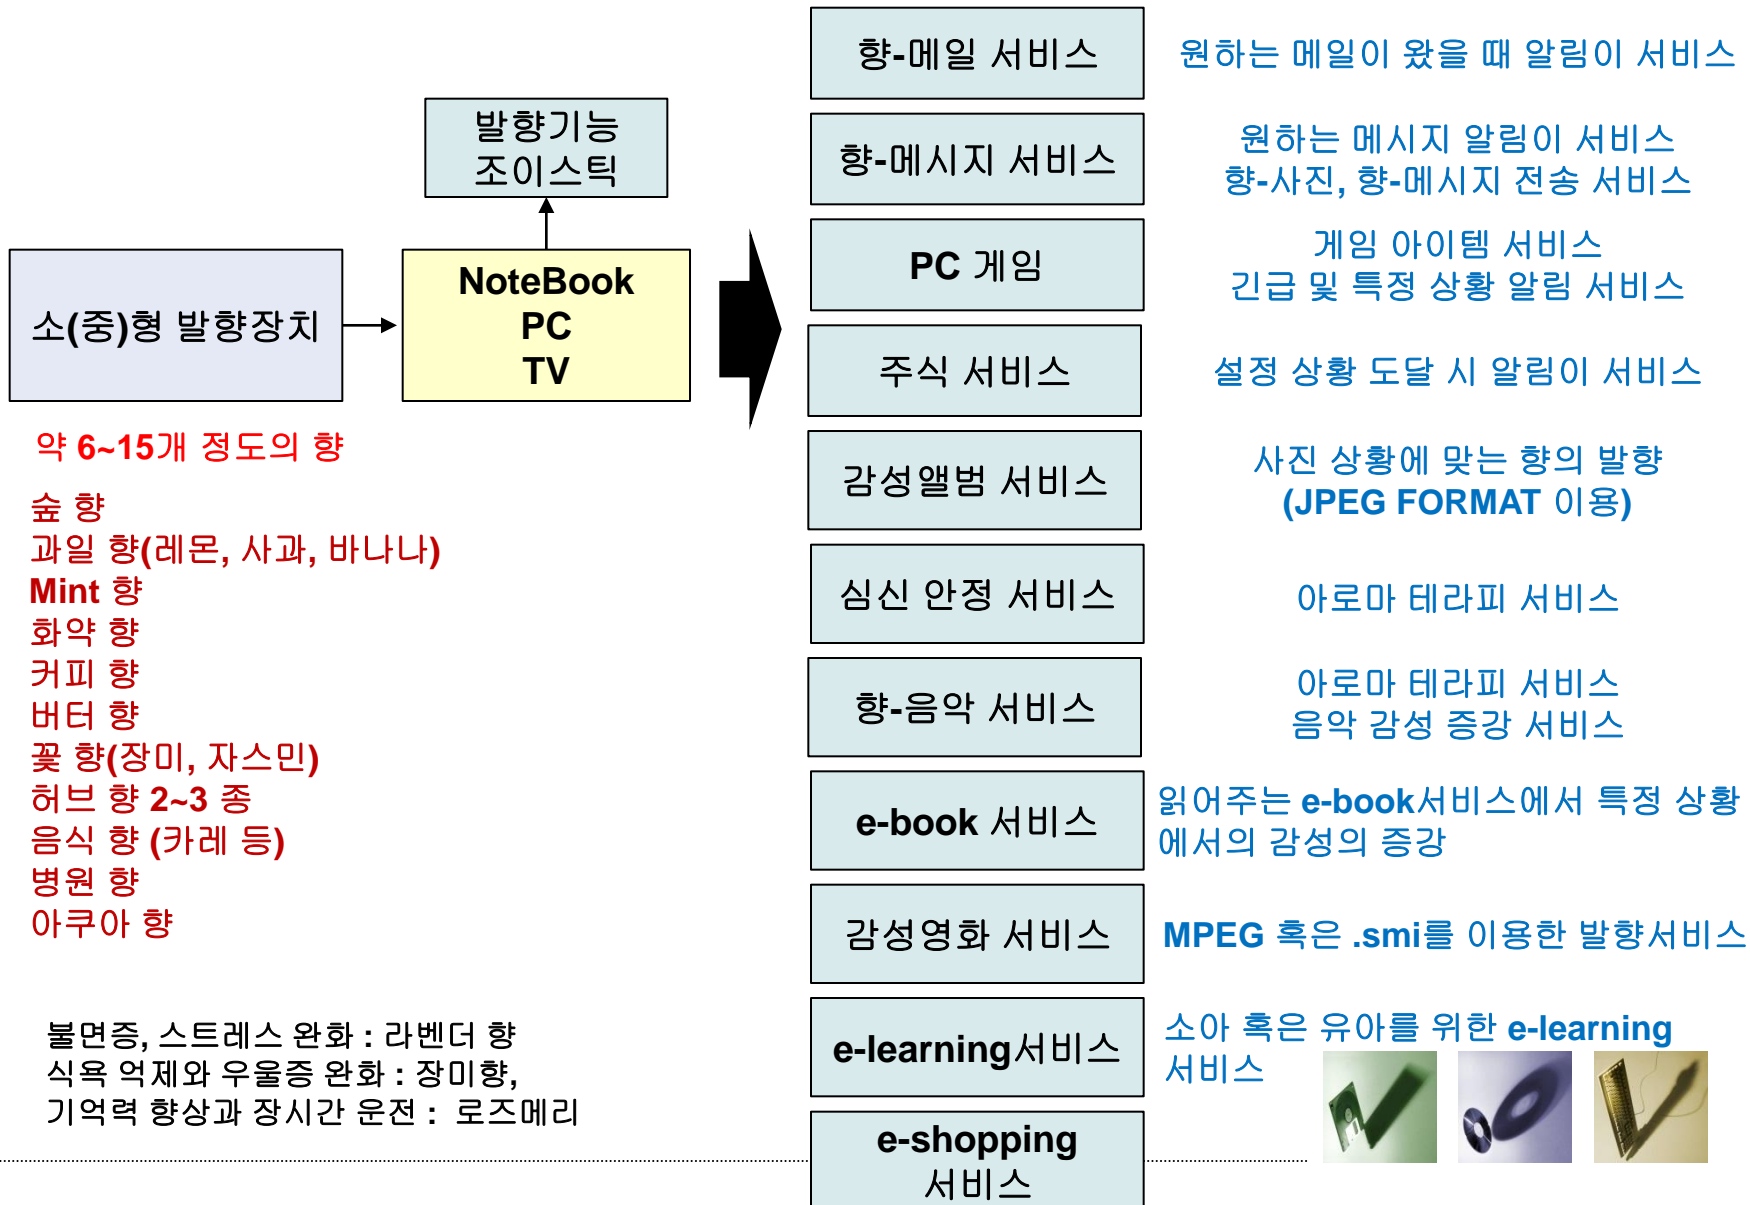 발향기능
조이스틱
소(중)형 발향장치
NoteBook
PC
TV
약 6~15개 정도의 향
숲 향
과일 향(레몬, 사과, 바나나)
Mint 향
화약 향
커피 향
버터 향
꽃 향(장미, 자스민)
허브 향 2~3 종
음식 향 (카레 등)
병원 향
아쿠아 향
불면증, 스트레스 완화 : 라벤더 향
식욕 억제와 우울증 완화 : 장미향,
기억력 향상과 장시간 운전 : 로즈메리
향-메일 서비스
원하는 메일이 왔을 때 알림이 서비스
향-메시지 서비스
원하는 메시지 알림이 서비스
향-사진, 향-메시지 전송 서비스
PC 게임
게임 아이템 서비스
긴급 및 특정 상황 알림 서비스
주식 서비스
설정 상황 도달 시 알림이 서비스
감성앨범 서비스
사진 상황에 맞는 향의 발향
(JPEG FORMAT 이용)
심신 안정 서비스
아로마 테라피 서비스
향-음악 서비스
아로마 테라피 서비스
음악 감성 증강 서비스
e-book 서비스
읽어주는 e-book서비스에서 특정 상황
에서의 감성의 증강
감성영화 서비스
MPEG 혹은 .smi를 이용한 발향서비스
e-learning서비스
소아 혹은 유아를 위한 e-learning
서비스
e-shopping
서비스